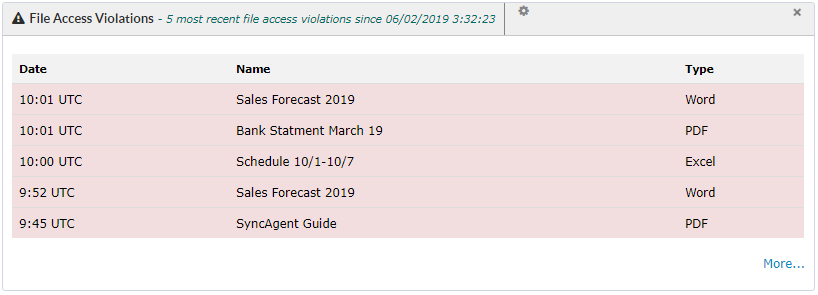 File Access Violations - 5 most recent file access violations since 06/02/2019 3:32:23
Date Name Type
10:01 UTC Sales Forecast 2019 Word
10:01 UTC Bank Statment March 19 PDF
10:00 UTC Schedule 10/1-10/7 Excel
9:52 UTC Sales Forecast 2019 Word
9:45 UTC SyncAgent Guide PDF
More...